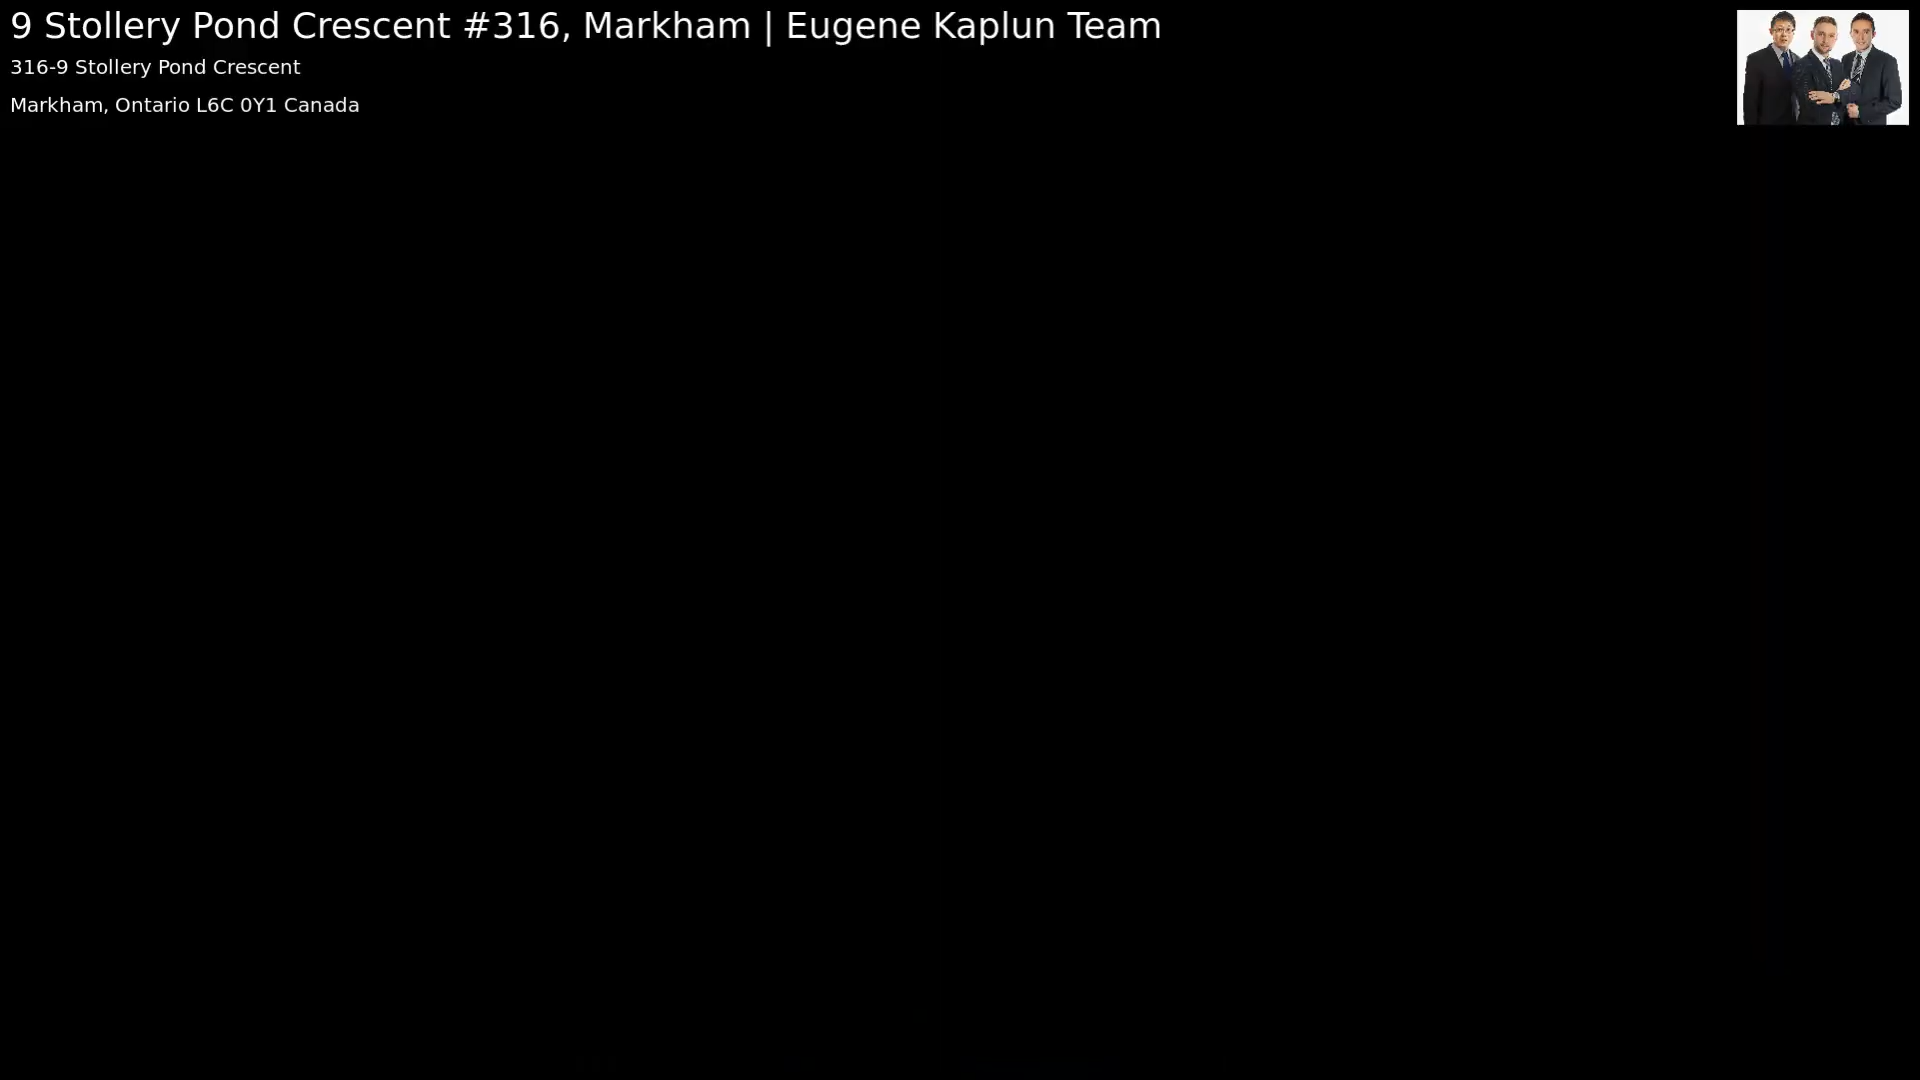 9 Stollery Pond Crescent #316, Markham | Eugene Kaplun Team
316-9 Stollery Pond Crescent
Markham, Ontario L6C 0Y1 Canada